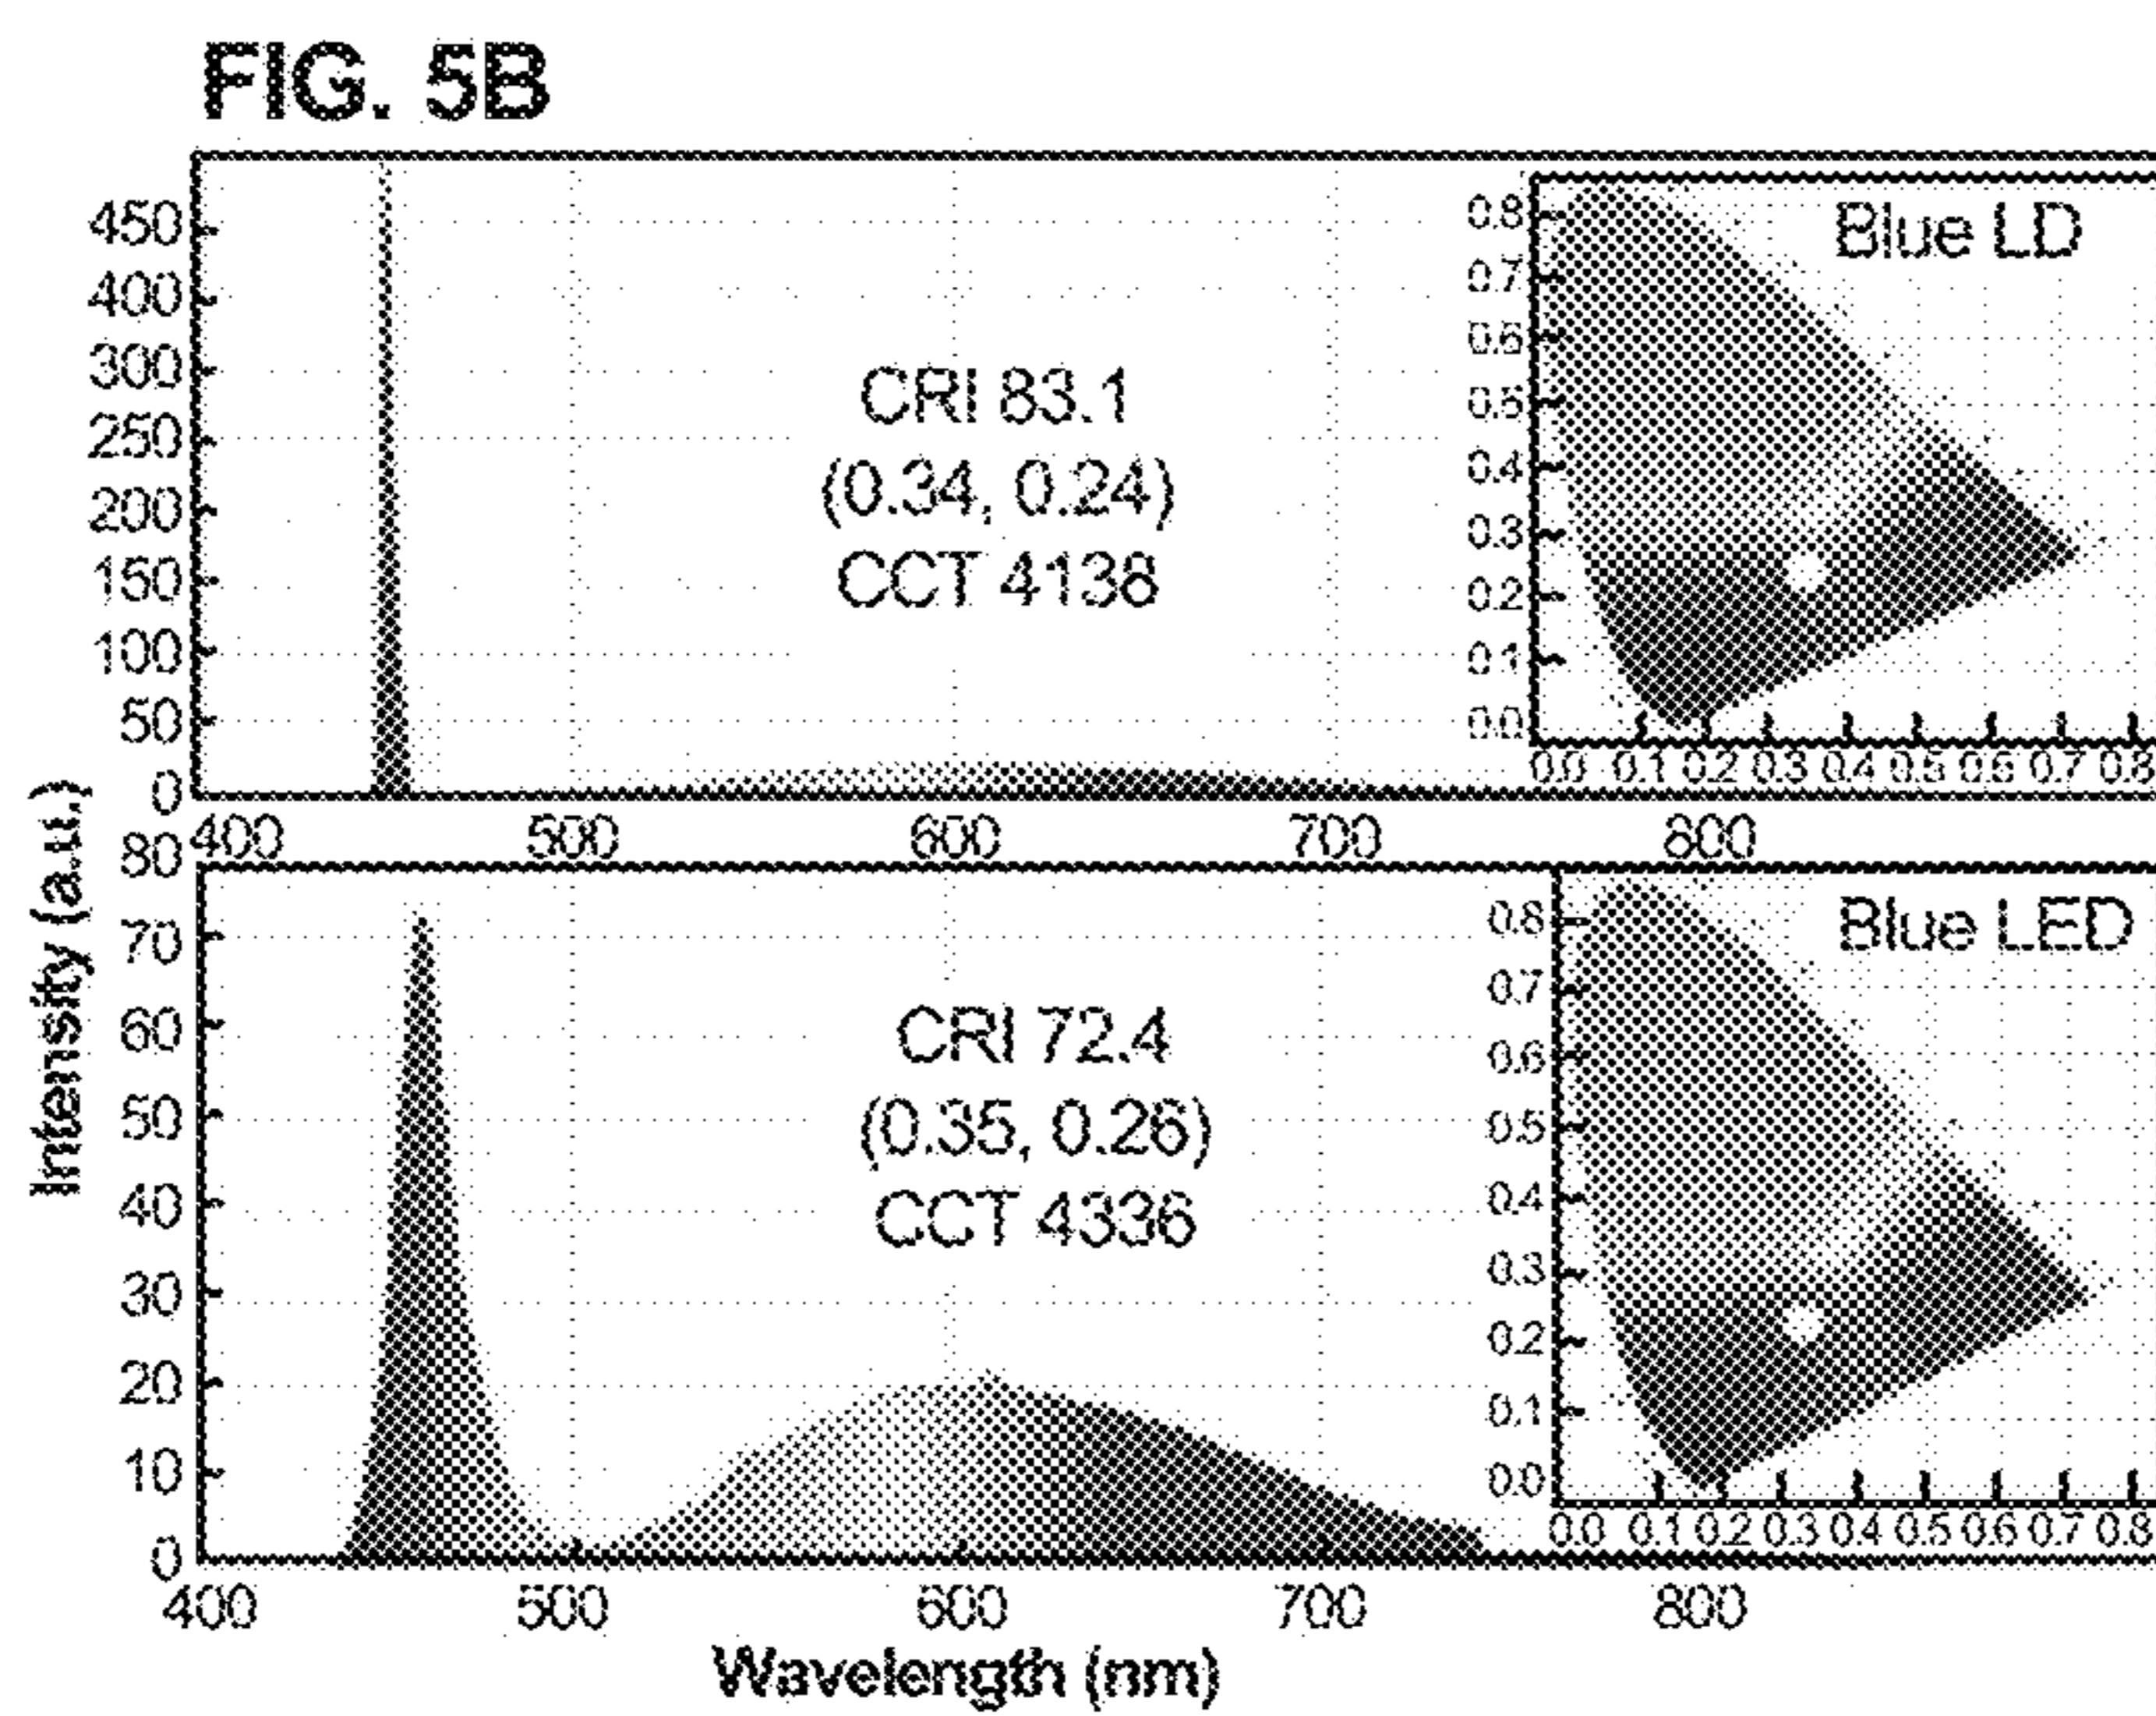 FIG. 5B
Intensity (a.u.)
450
400
300
250
200
150
100
50
0
CRI 83.1
(0.34, 0.24)
CCT 4138
Blue LD
0.8
0.7
0.6
0.5
0.4
0.3
0.2
0.1
0.0
0.0 0.1 0.2 0.3 0.4 0.5 0.6 0.7 0.8
400 500 600 700 800
80
70
60
50
40
30
20
10
0
CRI 72.4
(0.35, 0.26)
CCT 4336
Blue LED
0.8
0.7
0.6
0.5
0.4
0.3
0.2
0.1
0.0
0.0 0.1 0.2 0.3 0.4 0.5 0.6 0.7 0.8
400 500 600 700 800
Wavelength (nm)